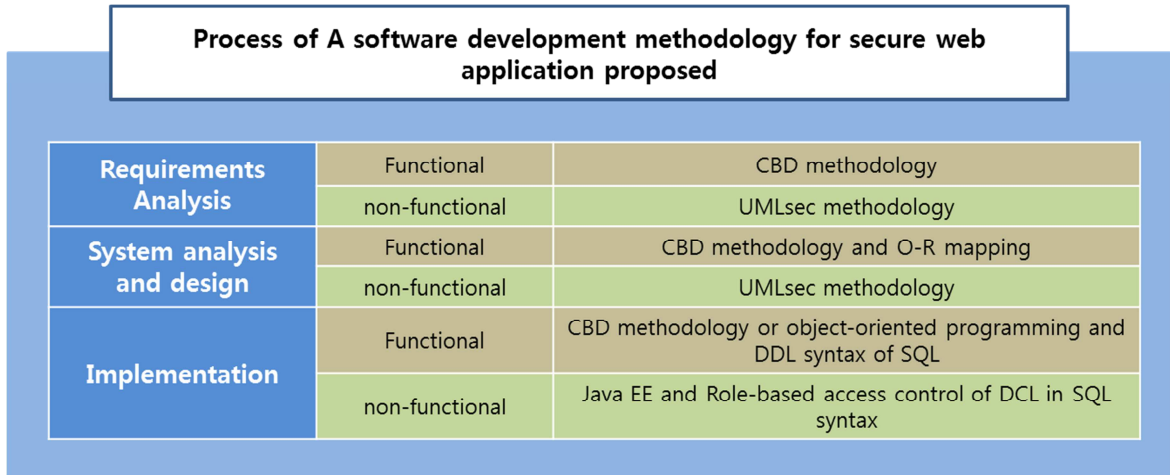 Process of A software development methodology for secure web
application proposed
Requirements
Analysis
Functional
CBD methodology
non-functional
UMLsec methodology
System analysis
and design
Functional
CBD methodology and O-R mapping
non-functional
UMLsec methodology
Implementation
Functional
CBD methodology or object-oriented programming and
DDL syntax of SQL
non-functional
Java EE and Role-based access control of DCL in SQL
syntax